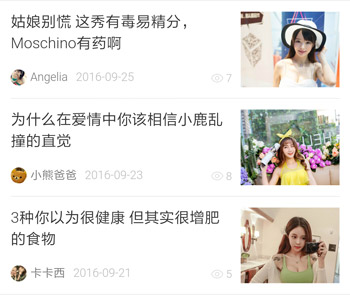 姑娘别慌 这秀有毒易精分，
Moschino有药啊
Angelia 2016-09-25 7
为什么在爱情中你该相信小鹿乱
撞的直觉
小熊爸爸 2016-09-23 8
3种你以为很健康 但其实很增肥
的食物
卡卡西 2016-09-21 5